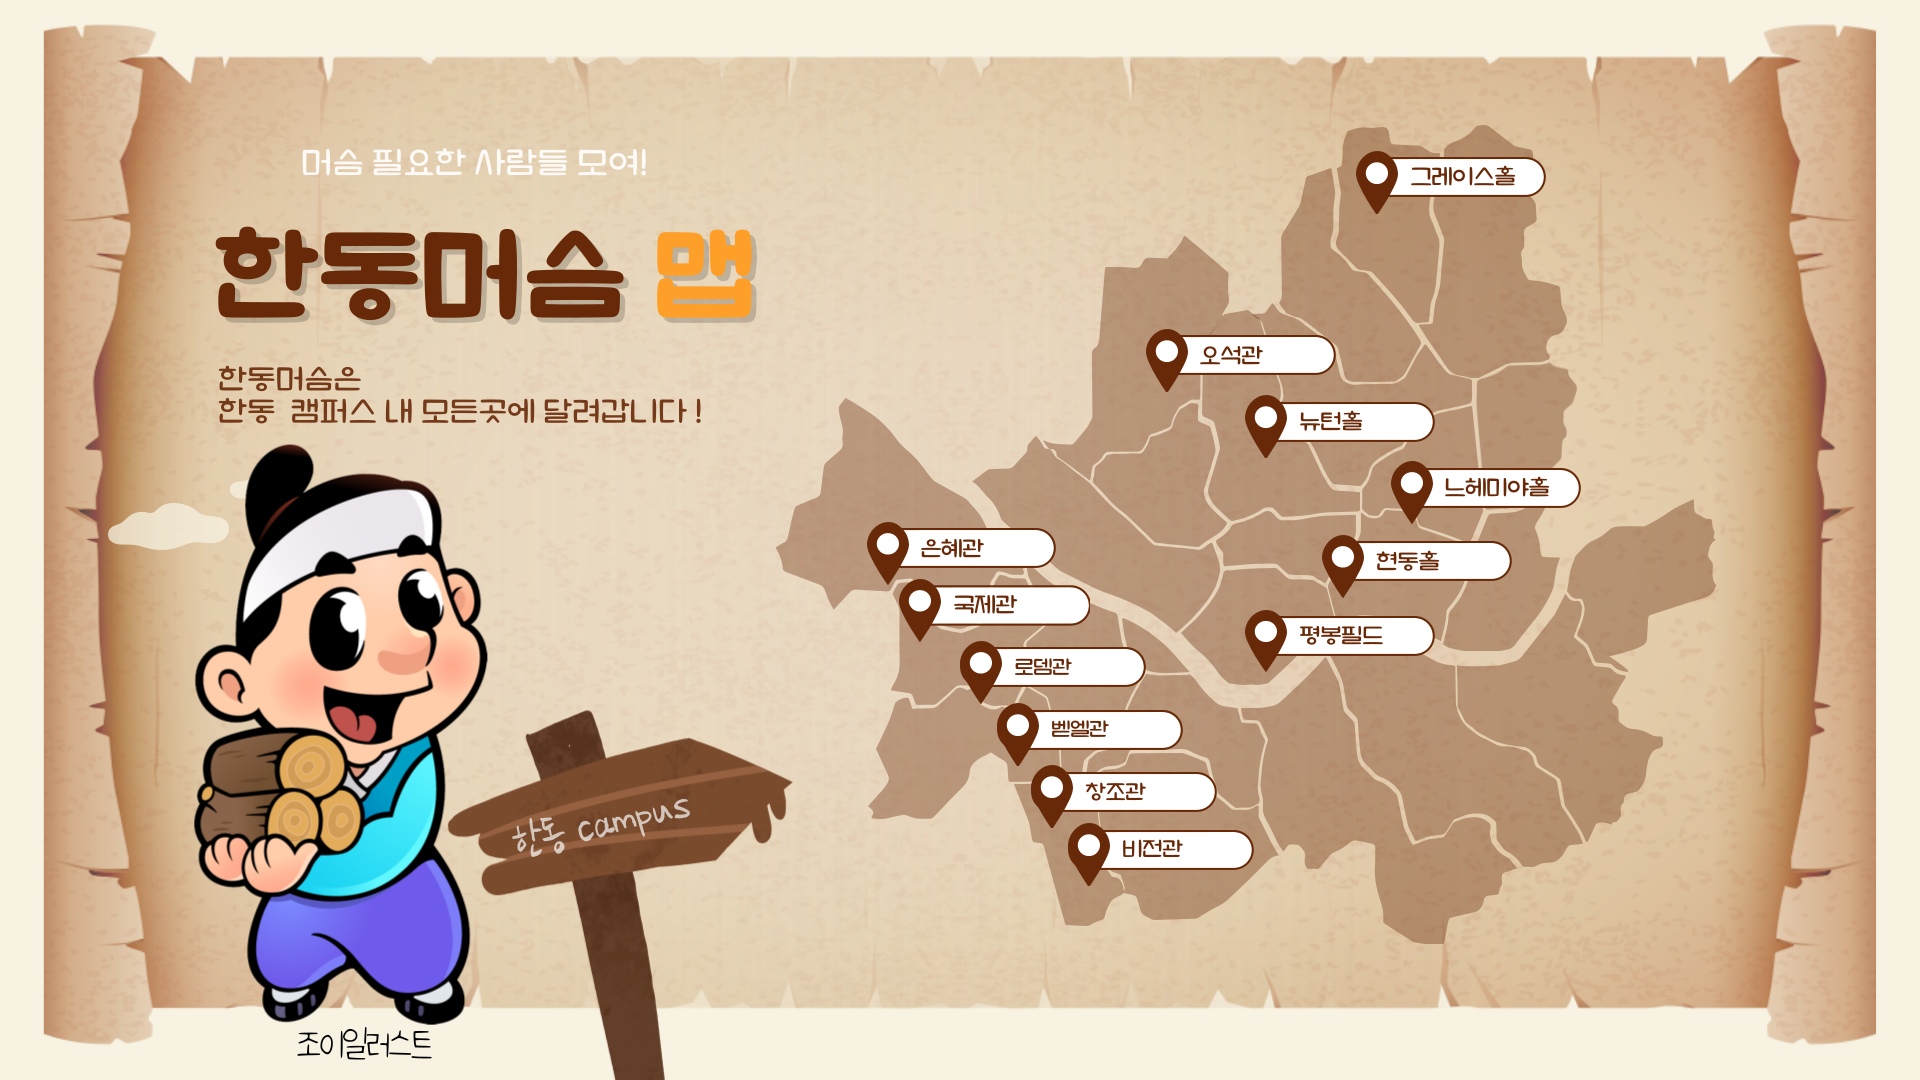 머슴 필요한 사람들 모여!
한동머슴 맵
한동머슴은
한동 캠퍼스 내 모든곳에 달려갑니다 !
그레이스홀
오석관
뉴턴홀
느헤미야홀
은혜관
현동홀
국제관
평봉필드
로뎀관
벧엘관
창조관
비전관
한동 campus
조이일러스트